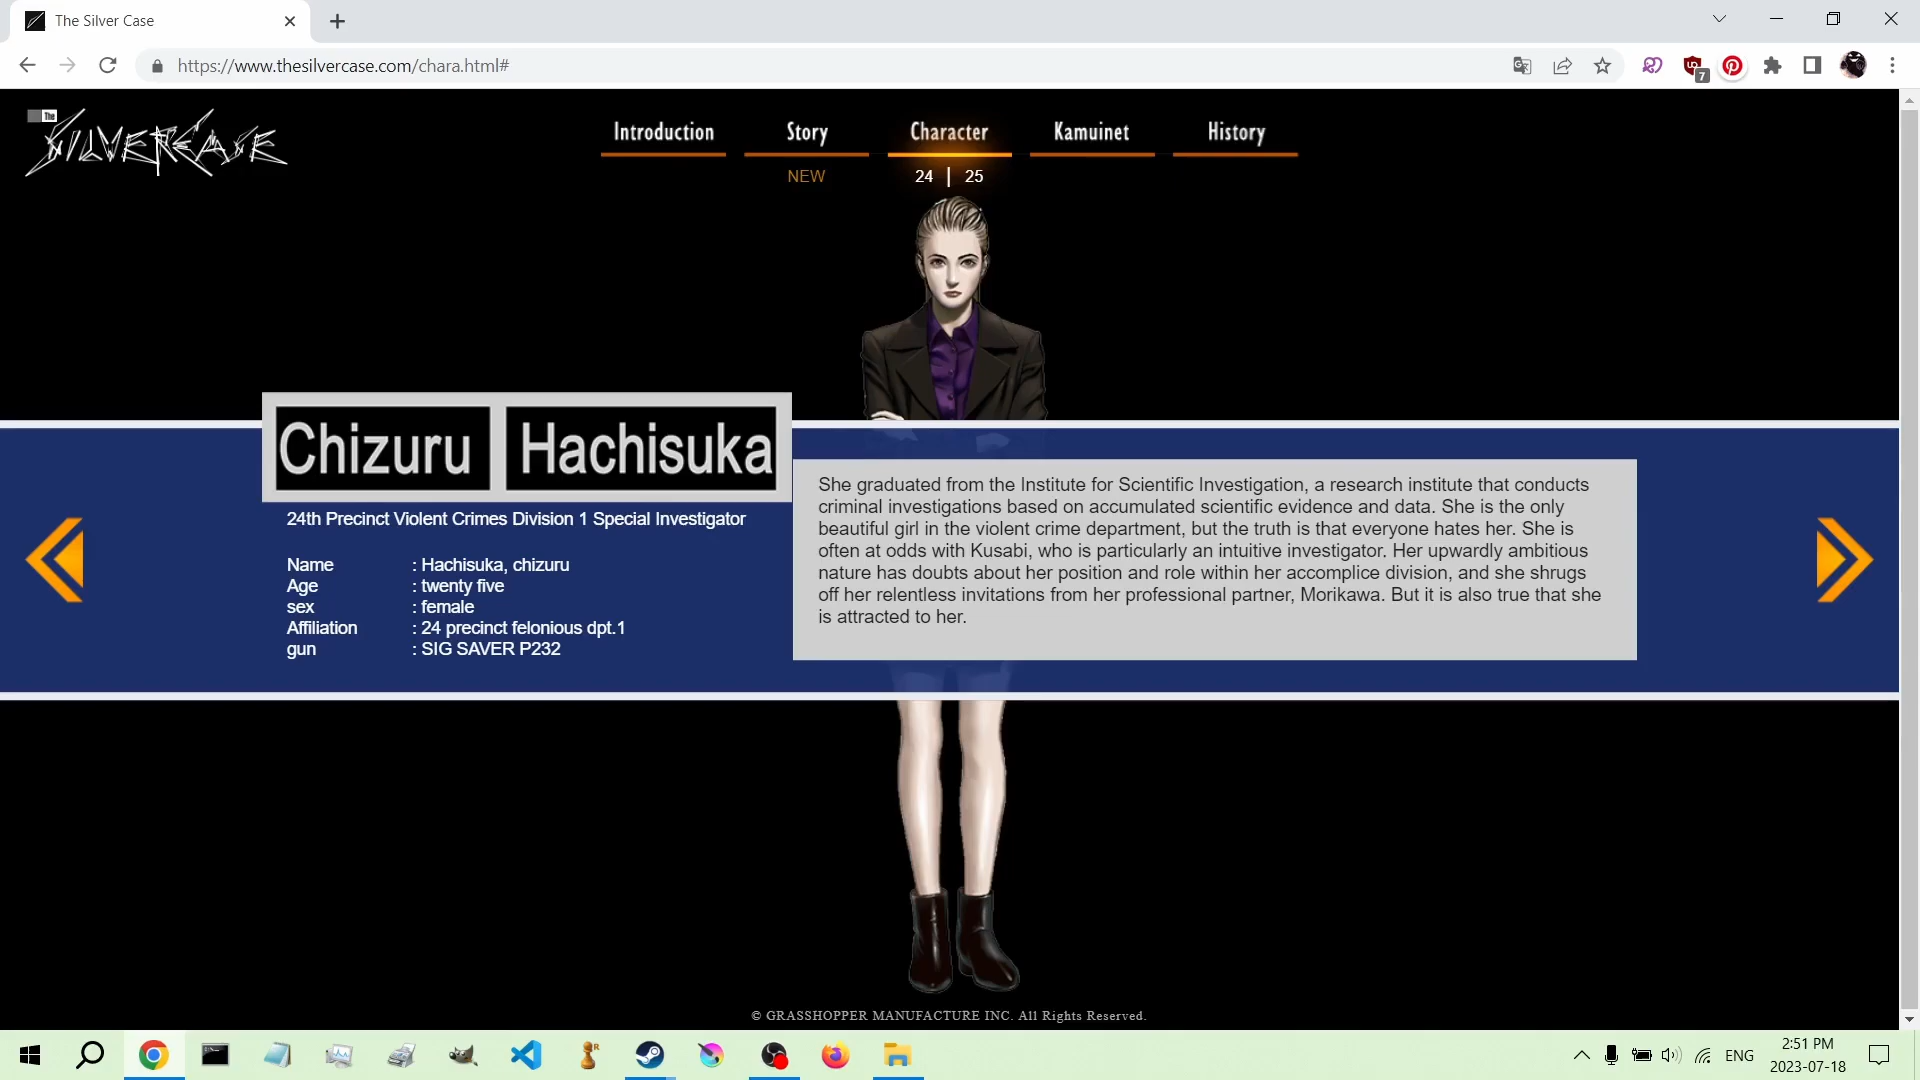 The Silver Case
https://www.thesilvercase.com/chara.html#
7
The
SILVERCASE
Introduction
Story
Character
Kamuinet
History
NEW
24 | 25
Chizuru Hachisuka
24th Precinct Violent Crimes Division 1 Special Investigator
Name : Hachisuka, chizuru
Age : twenty five
sex : female
Affiliation : 24 precinct felonious dpt.1
gun : SIG SAVER P232
She graduated from the Institute for Scientific Investigation, a research institute that conducts
criminal investigations based on accumulated scientific evidence and data. She is the only
beautiful girl in the violent crime department, but the truth is that everyone hates her. She is
often at odds with Kusabi, who is particularly an intuitive investigator. Her upwardly ambitious
nature has doubts about her position and role within her accomplice division, and she shrugs
off her relentless invitations from her professional partner, Morikawa. But it is also true that she
is attracted to her.
© GRASSHOPPER MANUFACTURE INC. All Rights Reserved.
ENG
2:51 PM
2023-07-18